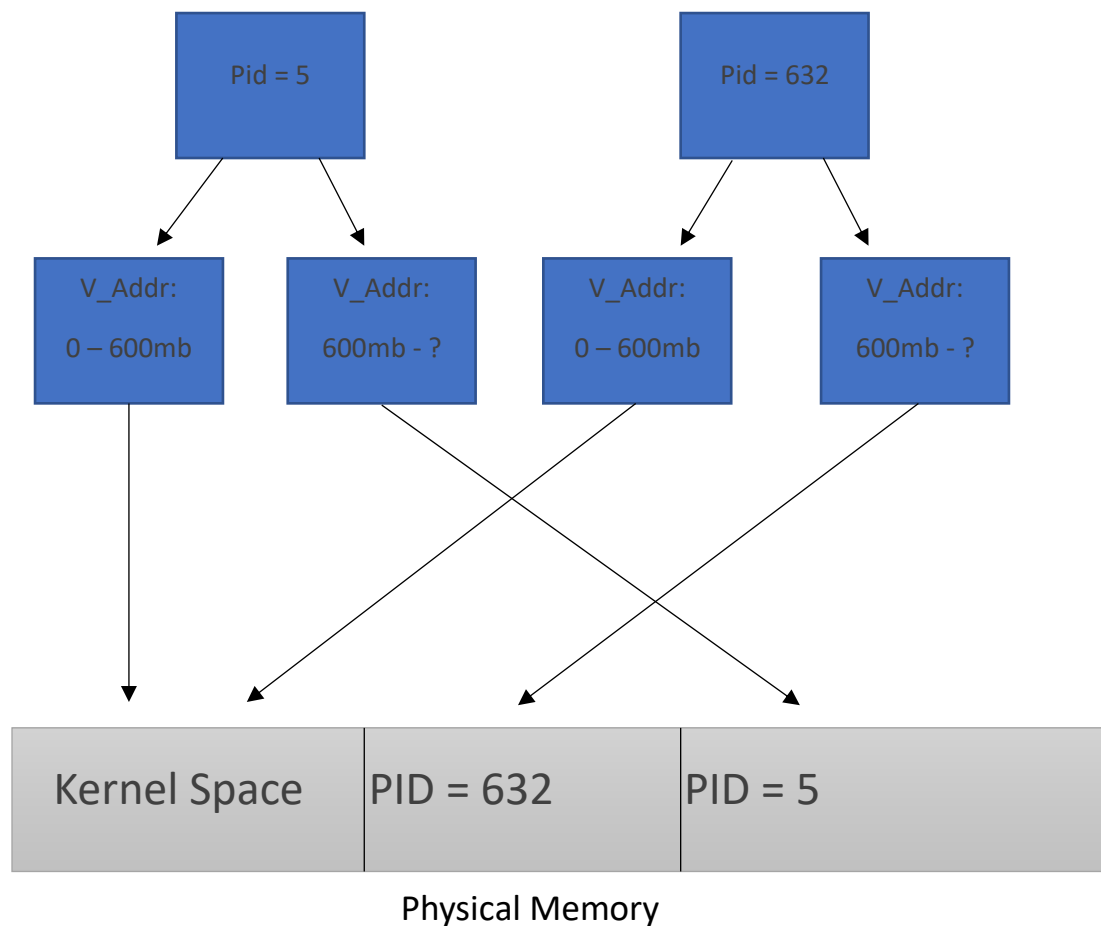 Pid = 5
Pid = 632
V_Addr:
0 – 600mb
V_Addr:
600mb - ?
V_Addr:
0 – 600mb
V_Addr:
600mb - ?
Kernel Space
PID = 632
PID = 5
Physical Memory